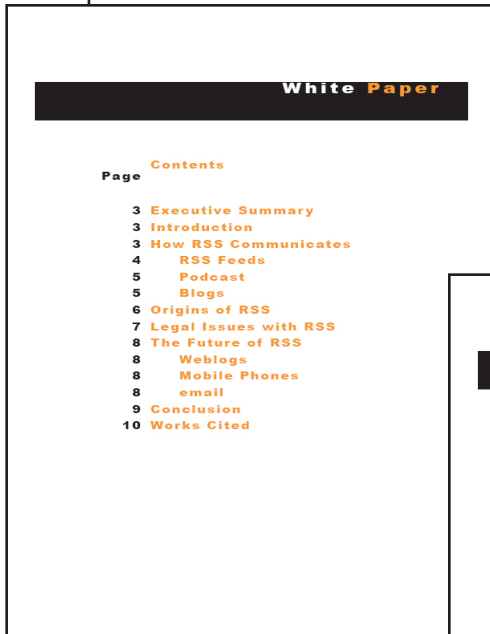 White Paper
Contents
Page
3 Executive Summary
3 Introduction
3 How RSS Communicates
4 RSS Feeds
5 Podcast
5 Blogs
6 Origins of RSS
7 Legal Issues with RSS
8 The Future of RSS
8 Weblogs
8 Mobile Phones
8 email
9 Conclusion
10 Works Cited